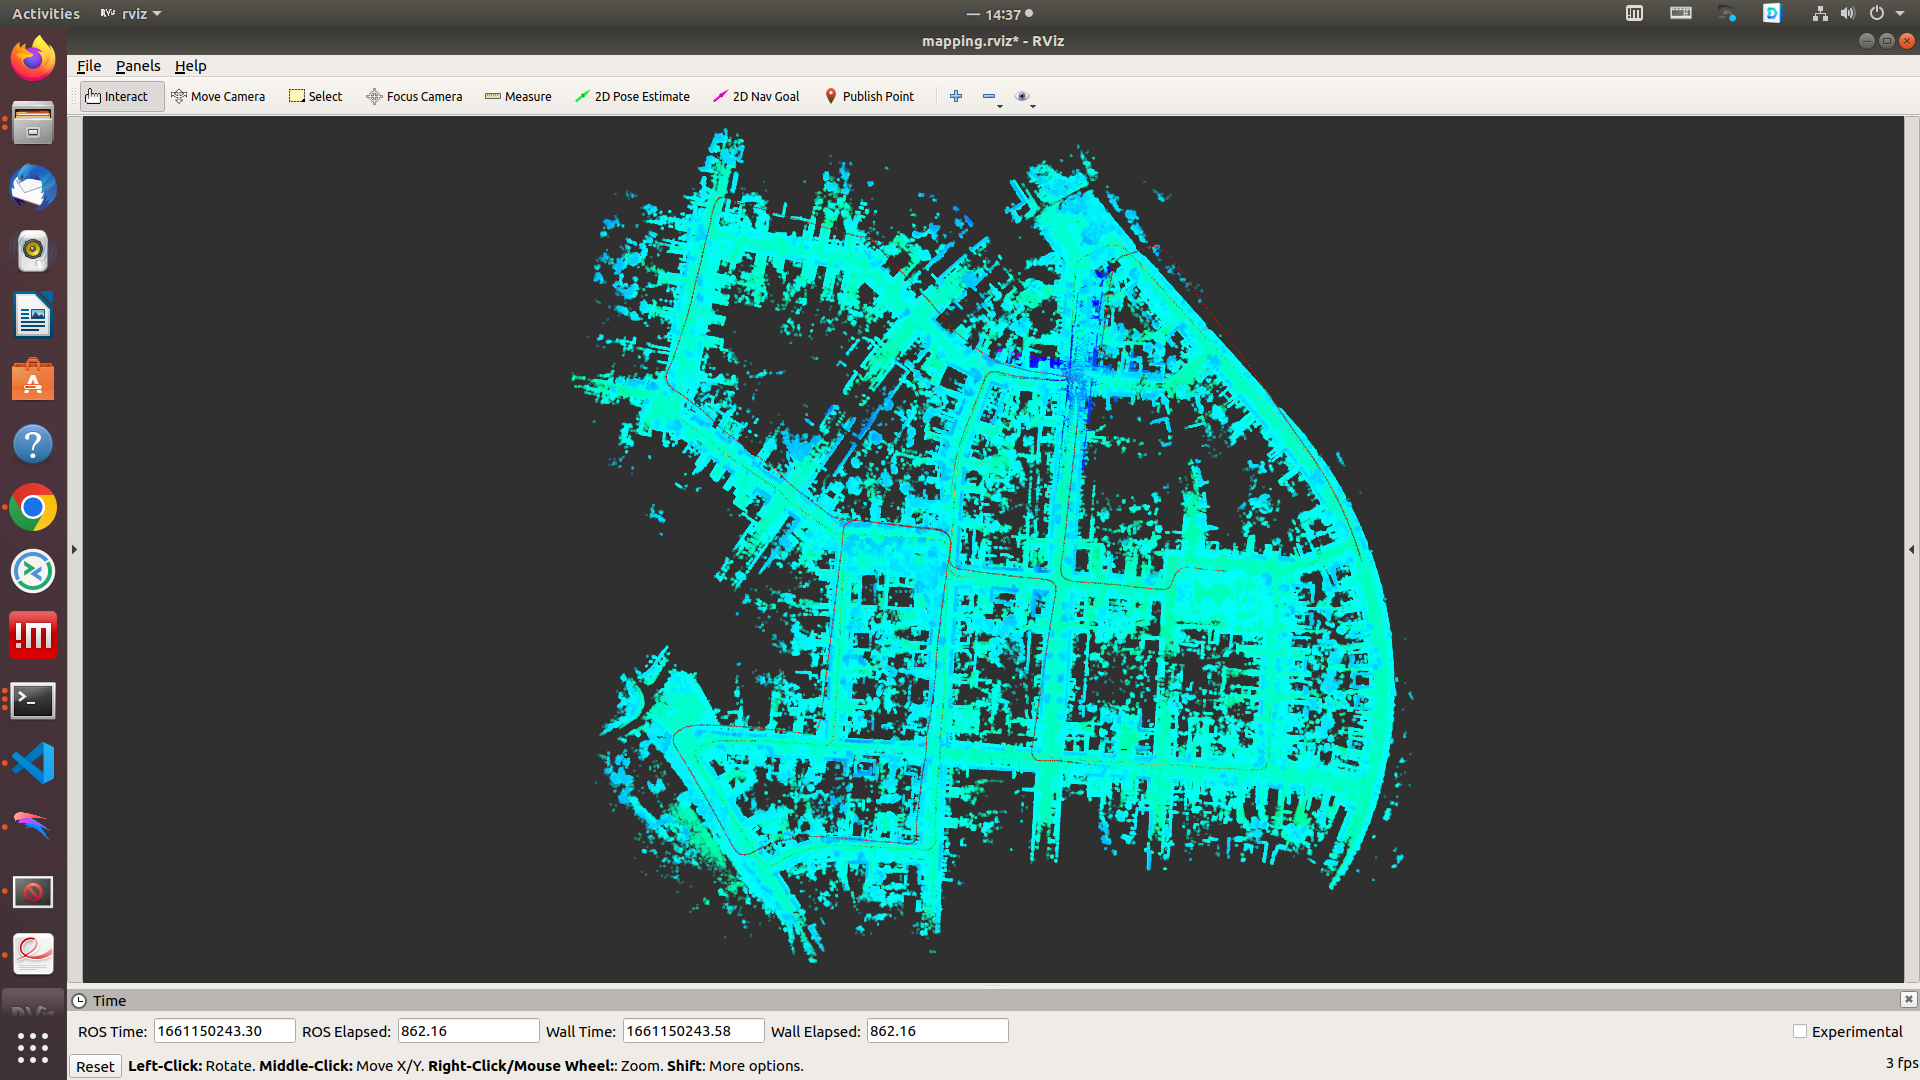 Activities RViz rviz 14:37
mapping.rviz* - RViz
File Panels Help
Interact Move Camera Select Focus Camera Measure 2D Pose Estimate 2D Nav Goal Publish Point
Time
ROS Time: 1661150243.30 ROS Elapsed: 862.16 Wall Time: 1661150243.58 Wall Elapsed: 862.16 Experimental
Reset Left-Click: Rotate. Middle-Click: Move X/Y. Right-Click/Mouse Wheel:: Zoom. Shift: More options. 3 fps